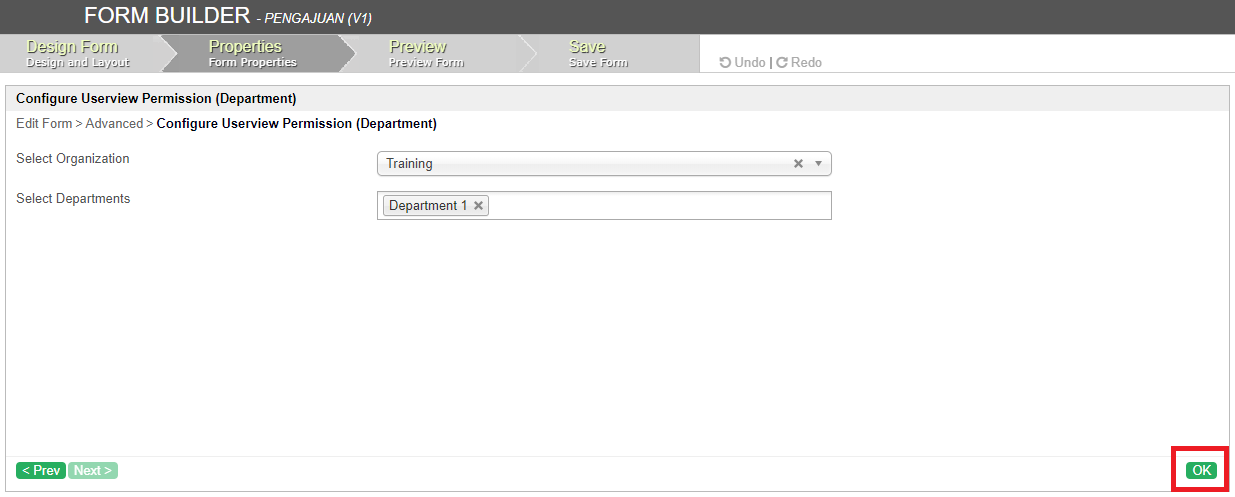 FORM BUILDER - PENGAJUAN (V1)
Design Form
Design and Layout
Properties
Form Properties
Preview
Preview Form
Save
Save Form
Undo | Redo
Configure Userview Permission (Department)
Edit Form > Advanced > Configure Userview Permission (Department)
Select Organization
Training
Select Departments
Department 1
< Prev
Next >
OK